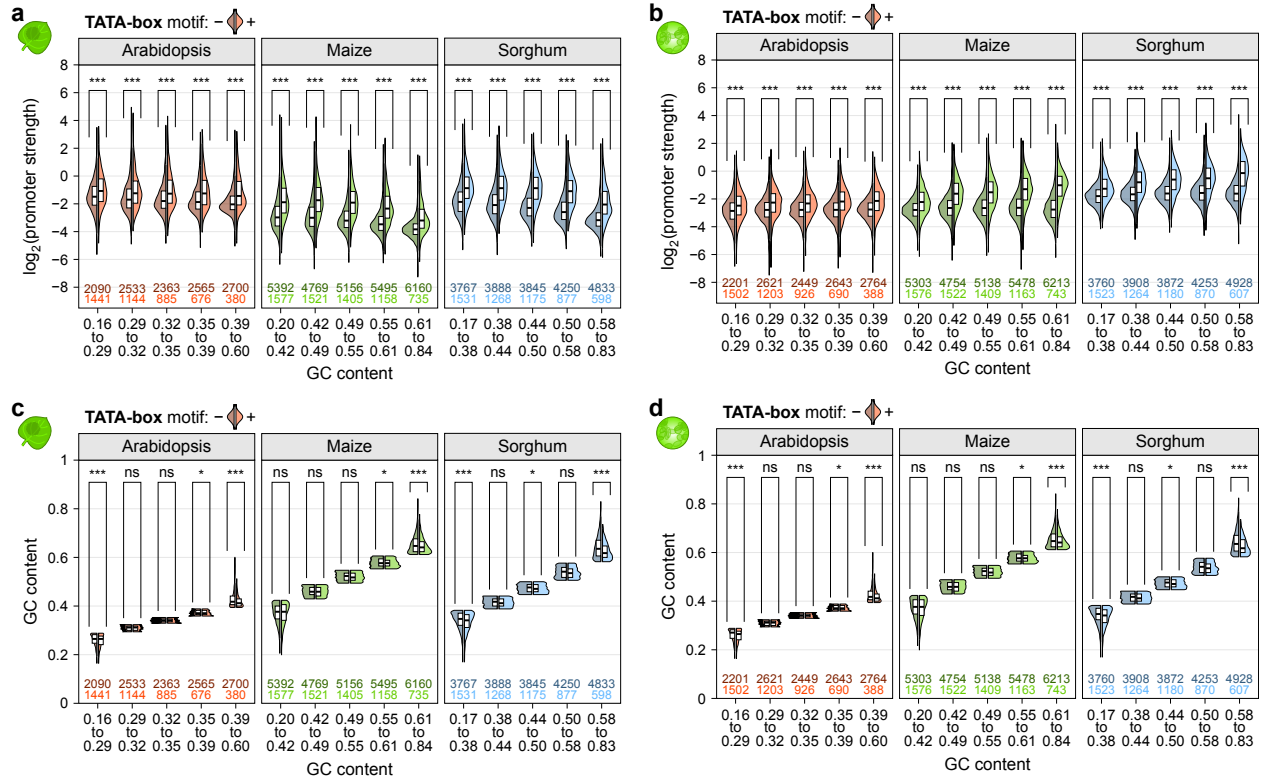 a
TATA-box motif: − +
Arabidopsis Maize Sorghum
log2(promoter strength)
8
6
4
2
0
−2
−4
−6
−8
*** *** *** *** *** *** *** *** *** *** *** *** *** *** ***
2090 2533 2363 2565 2700 5392 4769 5156 5495 6160 3767 3888 3845 4250 4833
1441 1144 885 676 380 1577 1521 1405 1158 735 1531 1268 1175 877 598
0.16 0.29 0.32 0.35 0.39 0.20 0.42 0.49 0.55 0.61 0.17 0.38 0.44 0.50 0.58
to to to to to to to to to to to to to to to
0.29 0.32 0.35 0.39 0.60 0.42 0.49 0.55 0.61 0.84 0.38 0.44 0.50 0.58 0.83
GC content
b
TATA-box motif: − +
Arabidopsis Maize Sorghum
log2(promoter strength)
8
6
4
2
0
−2
−4
−6
−8
*** *** *** *** *** *** *** *** *** *** *** *** *** *** ***
2201 2621 2449 2643 2764 5303 4754 5138 5478 6213 3760 3908 3872 4253 4928
1502 1203 926 690 388 1576 1522 1409 1163 743 1523 1264 1180 870 607
0.16 0.29 0.32 0.35 0.39 0.20 0.42 0.49 0.55 0.61 0.17 0.38 0.44 0.50 0.58
to to to to to to to to to to to to to to to
0.29 0.32 0.35 0.39 0.60 0.42 0.49 0.55 0.61 0.84 0.38 0.44 0.50 0.58 0.83
GC content
c
TATA-box motif: − +
Arabidopsis Maize Sorghum
GC content
1
0.8
0.6
0.4
0.2
0
*** ns ns * *** ns ns ns * *** *** ns * ns ***
2090 2533 2363 2565 2700 5392 4769 5156 5495 6160 3767 3888 3845 4250 4833
1441 1144 885 676 380 1577 1521 1405 1158 735 1531 1268 1175 877 598
0.16 0.29 0.32 0.35 0.39 0.20 0.42 0.49 0.55 0.61 0.17 0.38 0.44 0.50 0.58
to to to to to to to to to to to to to to to
0.29 0.32 0.35 0.39 0.60 0.42 0.49 0.55 0.61 0.84 0.38 0.44 0.50 0.58 0.83
GC content
d
TATA-box motif: − +
Arabidopsis Maize Sorghum
GC content
1
0.8
0.6
0.4
0.2
0
*** ns ns * *** ns ns ns * *** *** ns * ns ***
2201 2621 2449 2643 2764 5303 4754 5138 5478 6213 3760 3908 3872 4253 4928
1502 1203 926 690 388 1576 1522 1409 1163 743 1523 1264 1180 870 607
0.16 0.29 0.32 0.35 0.39 0.20 0.42 0.49 0.55 0.61 0.17 0.38 0.44 0.50 0.58
to to to to to to to to to to to to to to to
0.29 0.32 0.35 0.39 0.60 0.42 0.49 0.55 0.61 0.84 0.38 0.44 0.50 0.58 0.83
GC content